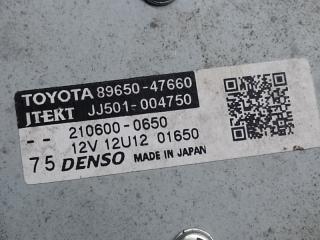 TOYOTA 89650-47660
JTEKT JJ501-004750
-- 210600-0650
12V 12U12 01650
75 DENSO MADE IN JAPAN